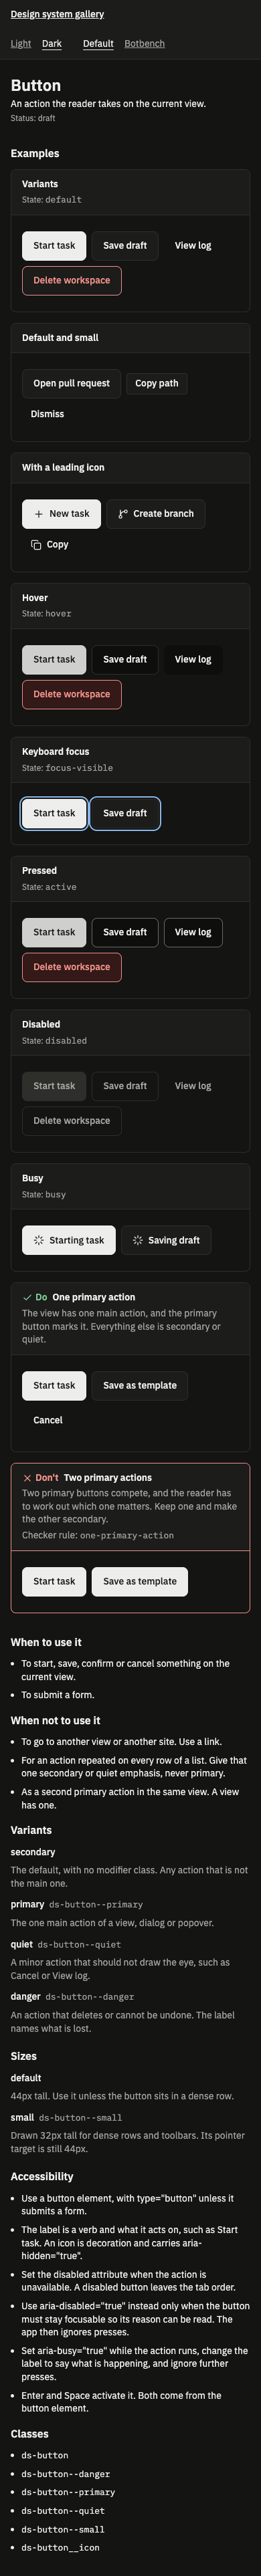 Design system gallery
Light Dark Default Botbench
Button
An action the reader takes on the current view.
Status: draft
Examples
Variants
State: default
Start task Save draft View log
Delete workspace
Default and small
Open pull request Copy path
Dismiss
With a leading icon
New task Create branch
Copy
Hover
State: hover
Start task Save draft View log
Delete workspace
Keyboard focus
State: focus-visible
Start task Save draft
Pressed
State: active
Start task Save draft View log
Delete workspace
Disabled
State: disabled
Start task Save draft View log
Delete workspace
Busy
State: busy
Starting task Saving draft
Do One primary action
The view has one main action, and the primary
button marks it. Everything else is secondary or
quiet.
Start task Save as template
Cancel
Don't Two primary actions
Two primary buttons compete, and the reader has
to work out which one matters. Keep one and make
the other secondary.
Checker rule: one-primary-action
Start task Save as template
When to use it
• To start, save, confirm or cancel something on the
current view.
• To submit a form.
When not to use it
• To go to another view or another site. Use a link.
• For an action repeated on every row of a list. Give that
one secondary or quiet emphasis, never primary.
• As a second primary action in the same view. A view
has one.
Variants
secondary
The default, with no modifier class. Any action that is not
the main one.
primary ds-button--primary
The one main action of a view, dialog or popover.
quiet ds-button--quiet
A minor action that should not draw the eye, such as
Cancel or View log.
danger ds-button--danger
An action that deletes or cannot be undone. The label
names what is lost.
Sizes
default
44px tall. Use it unless the button sits in a dense row.
small ds-button--small
Drawn 32px tall for dense rows and toolbars. Its pointer
target is still 44px.
Accessibility
• Use a button element, with type="button" unless it
submits a form.
• The label is a verb and what it acts on, such as Start
task. An icon is decoration and carries aria-
hidden="true".
• Set the disabled attribute when the action is
unavailable. A disabled button leaves the tab order.
• Use aria-disabled="true" instead only when the button
must stay focusable so its reason can be read. The
app then ignores presses.
• Set aria-busy="true" while the action runs, change the
label to say what is happening, and ignore further
presses.
• Enter and Space activate it. Both come from the
button element.
Classes
• ds-button
• ds-button--danger
• ds-button--primary
• ds-button--quiet
• ds-button--small
• ds-button__icon